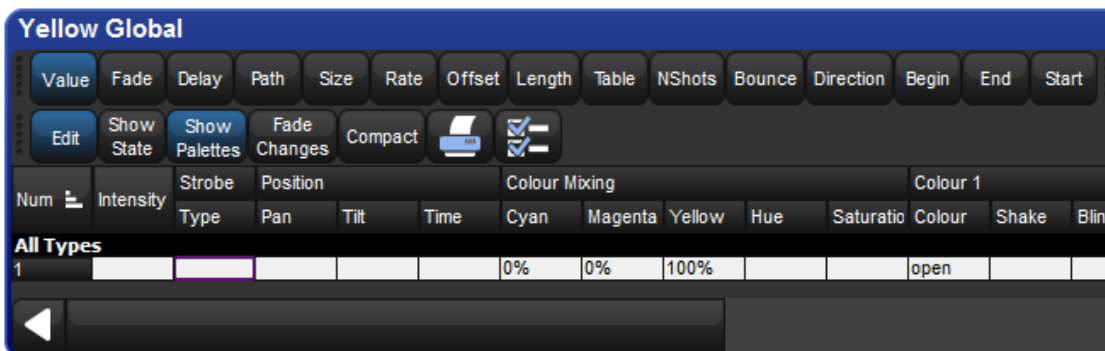 Yellow Global
Value Fade Delay Path Size Rate Offset Length Table NShots Bounce Direction Begin End Start
Edit Show State Show Palettes Fade Changes Compact
Num Intensity Strobe Position Colour Mixing Colour 1
Type Pan Tilt Time Cyan Magenta Yellow Hue Saturatio Colour Shake Blin
All Types
1 0% 0% 100% open